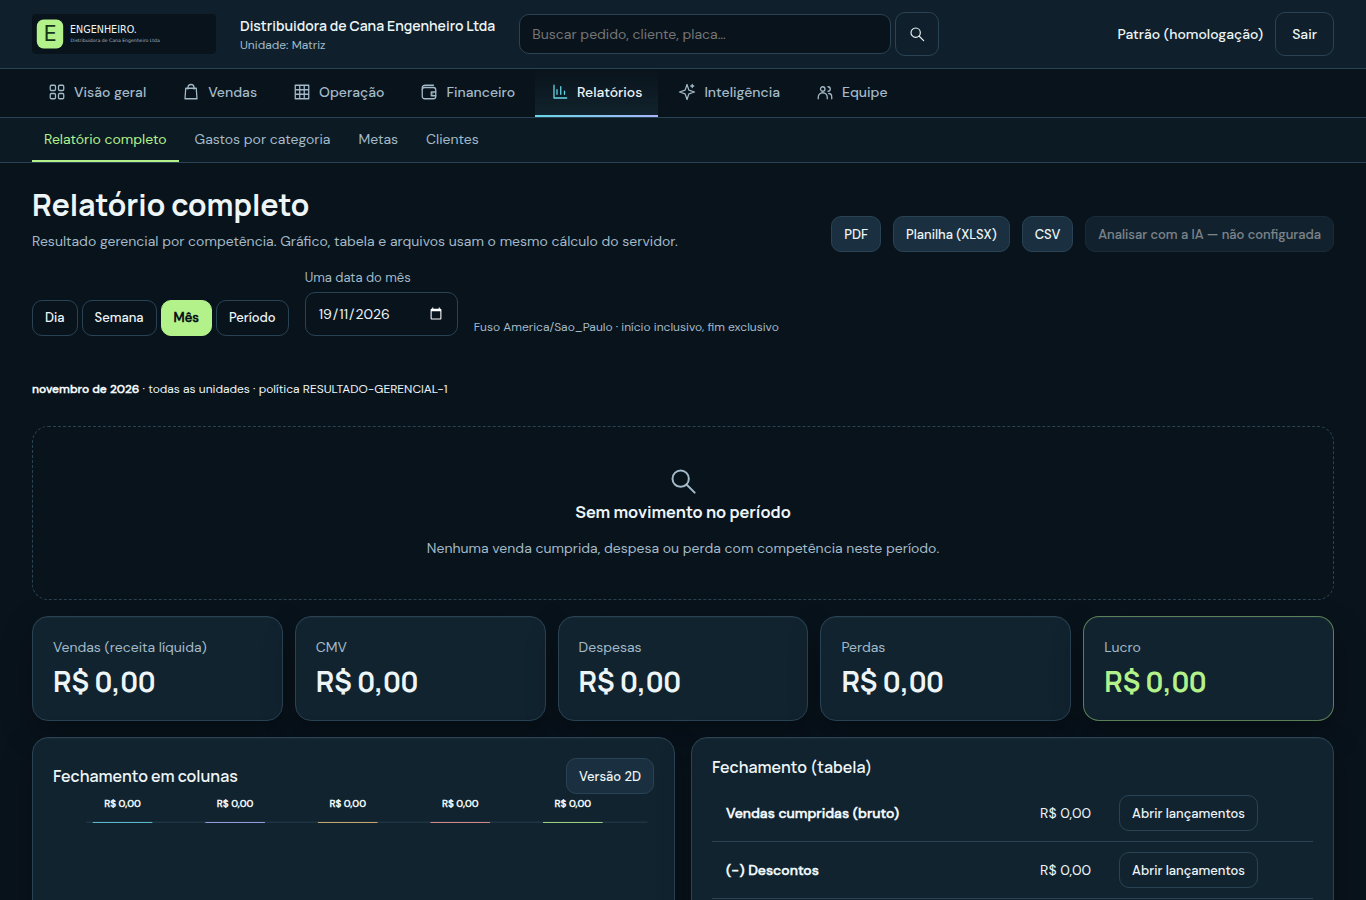 E ENGENHEIRO.
Distribuidora de Cana Engenheiro Ltda
Distribuidora de Cana Engenheiro Ltda
Unidade: Matriz
Buscar pedido, cliente, placa...
Patrão (homologação)
Sair
Visão geral
Vendas
Operação
Financeiro
Relatórios
Inteligência
Equipe
Relatório completo
Gastos por categoria
Metas
Clientes
Relatório completo
Resultado gerencial por competência. Gráfico, tabela e arquivos usam o mesmo cálculo do servidor.
PDF
Planilha (XLSX)
CSV
Analisar com a IA — não configurada
Uma data do mês
Dia
Semana
Mês
Período
19/11/2026
Fuso America/Sao_Paulo · início inclusivo, fim exclusivo
novembro de 2026 · todas as unidades · política RESULTADO-GERENCIAL-1
Sem movimento no período
Nenhuma venda cumprida, despesa ou perda com competência neste período.
Vendas (receita líquida)
R$ 0,00
CMV
R$ 0,00
Despesas
R$ 0,00
Perdas
R$ 0,00
Lucro
R$ 0,00
Fechamento em colunas
Versão 2D
R$ 0,00
R$ 0,00
R$ 0,00
R$ 0,00
R$ 0,00
Fechamento (tabela)
Vendas cumpridas (bruto) R$ 0,00 Abrir lançamentos
(−) Descontos R$ 0,00 Abrir lançamentos